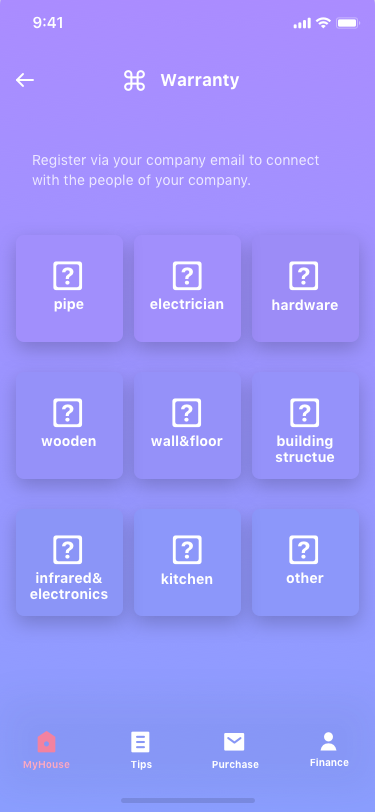 9:41
Warranty
Register via your company email to connect
with the people of your company.
? ? ?
pipe electrician hardware
? ? ?
wooden wall&floor building
structue
? ? ?
infrared& kitchen other
electronics
MyHouse Tips Purchase Finance